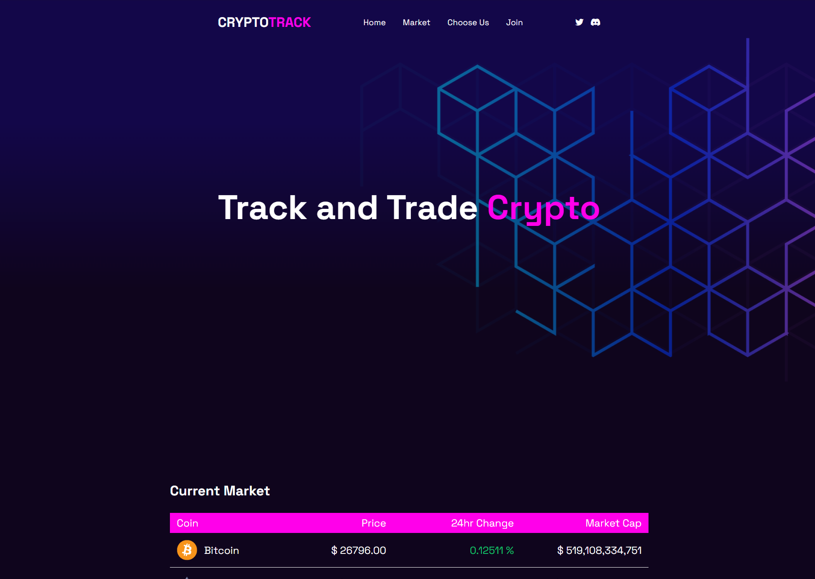 CRYPTOTRACK Home Market Choose Us Join
Track and Trade Crypto
Current Market
Coin Price 24hr Change Market Cap
Bitcoin $ 26796.00 0.12511 % $ 519,108,334,751